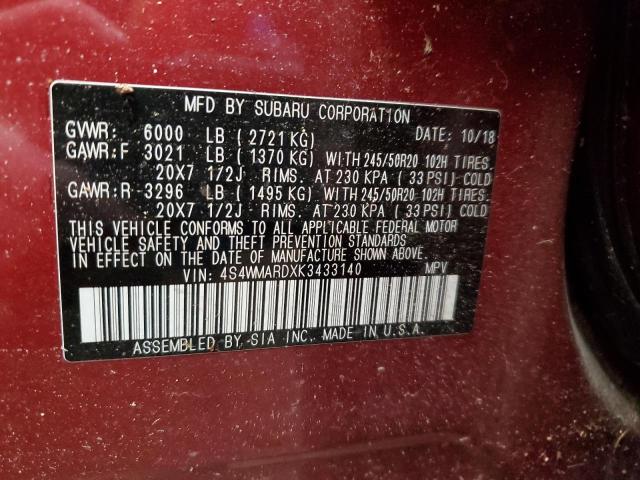 MFD BY SUBARU CORPORATION
GVWR: 6000 LB ( 2721 KG) DATE: 10/18
GAWR:F 3021 LB ( 1370 KG) WITH 245/50R20 102H TIRES.
20X7 1/2J RIMS. AT 230 KPA ( 33 PSI) COLD
GAWR:R 3296 LB ( 1495 KG) WITH 245/50R20 102H TIRES.
20X7 1/2J RIMS. AT 230 KPA ( 33 PSI) COLD
THIS VEHICLE CONFORMS TO ALL APPLICABLE FEDERAL MOTOR
VEHICLE SAFETY AND THEFT PREVENTION STANDARDS
IN EFFECT ON THE DATE OF MANUFACTURE SHOWN ABOVE.
VIN: 4S4WMARDXK3433140 MPV
ASSEMBLED BY SIA INC. MADE IN U.S.A.